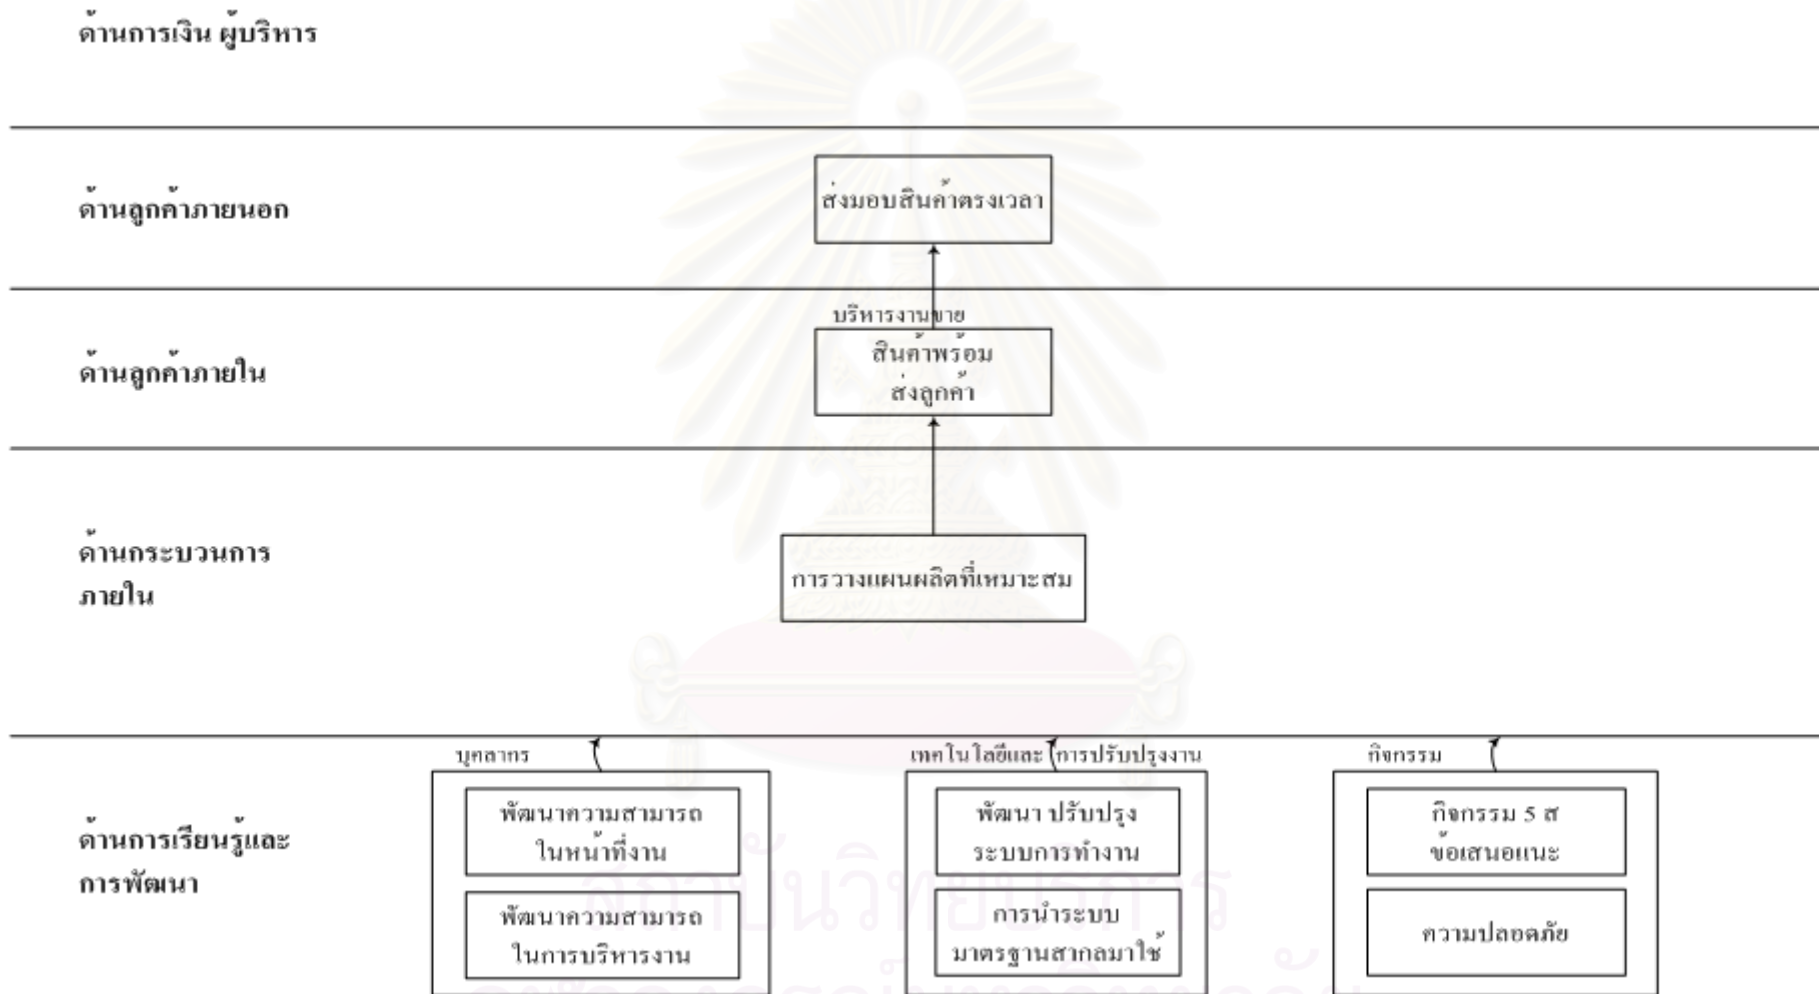 ด้านการเงิน ผู้บริหาร
ด้านลูกค้าภายนอก
ส่งมอบสินค้าตรงเวลา
บริหารงานขาย
ด้านลูกค้าภายใน
สินค้าพร้อม
ส่งลูกค้า
ด้านกระบวนการ
ภายใน
การวางแผนผลิตที่เหมาะสม
บุคลากร
เทคโนโลยีและ การปรับปรุงงาน
กิจกรรม
ด้านการเรียนรู้และ
การพัฒนา
พัฒนาความสามารถ
ในหน้าที่งาน
พัฒนาความสามารถ
ในการบริหารงาน
พัฒนา ปรับปรุง
ระบบการทำงาน
การนำระบบ
มาตรฐานสากลมาใช้
กิจกรรม 5 ส
ข้อเสนอแนะ
ความปลอดภัย
สถาบันวิทยบริการ